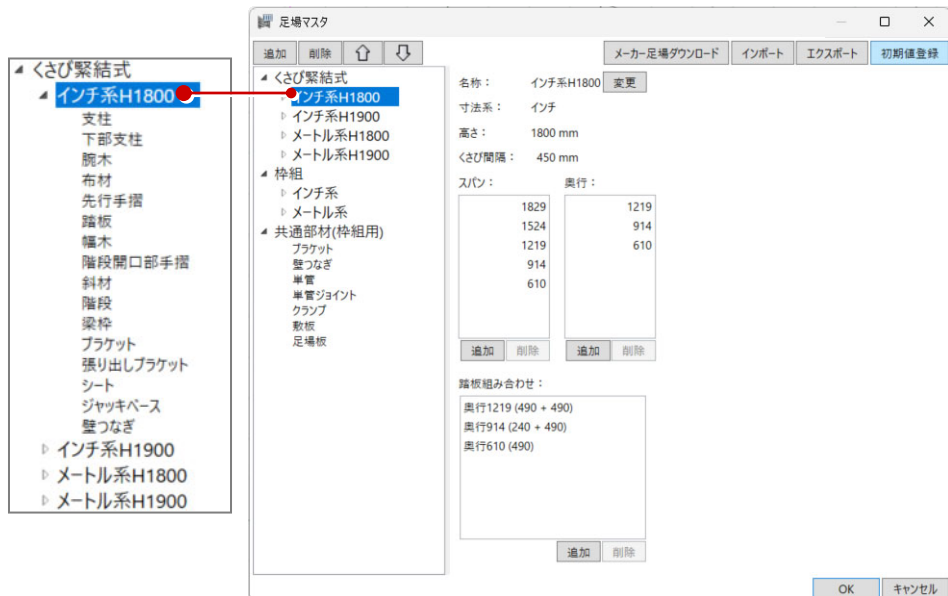 くさび緊結式
インチ系H1800
支柱
下部支柱
腕木
布材
先行手摺
踏板
幅木
階段開口部手摺
斜材
階段
梁枠
ブラケット
張り出しブラケット
シート
ジャッキベース
壁つなぎ
インチ系H1900
メートル系H1800
メートル系H1900
足場マスタ
追加 削除 メーカー足場ダウンロード インポート エクスポート 初期値登録
くさび緊結式
インチ系H1800
インチ系H1900
メートル系H1800
メートル系H1900
枠組
インチ系
メートル系
共通部材(枠組用)
ブラケット
壁つなぎ
単管
単管ジョイント
クランプ
敷板
足場板
名称： インチ系H1800 変更
寸法系： インチ
高さ： 1800 mm
くさび間隔： 450 mm
スパン： 奥行：
1829 1219
1524 914
1219 610
914
610
追加 削除 追加 削除
踏板組み合わせ：
奥行1219 (490 + 490)
奥行914 (240 + 490)
奥行610 (490)
追加 削除
OK キャンセル